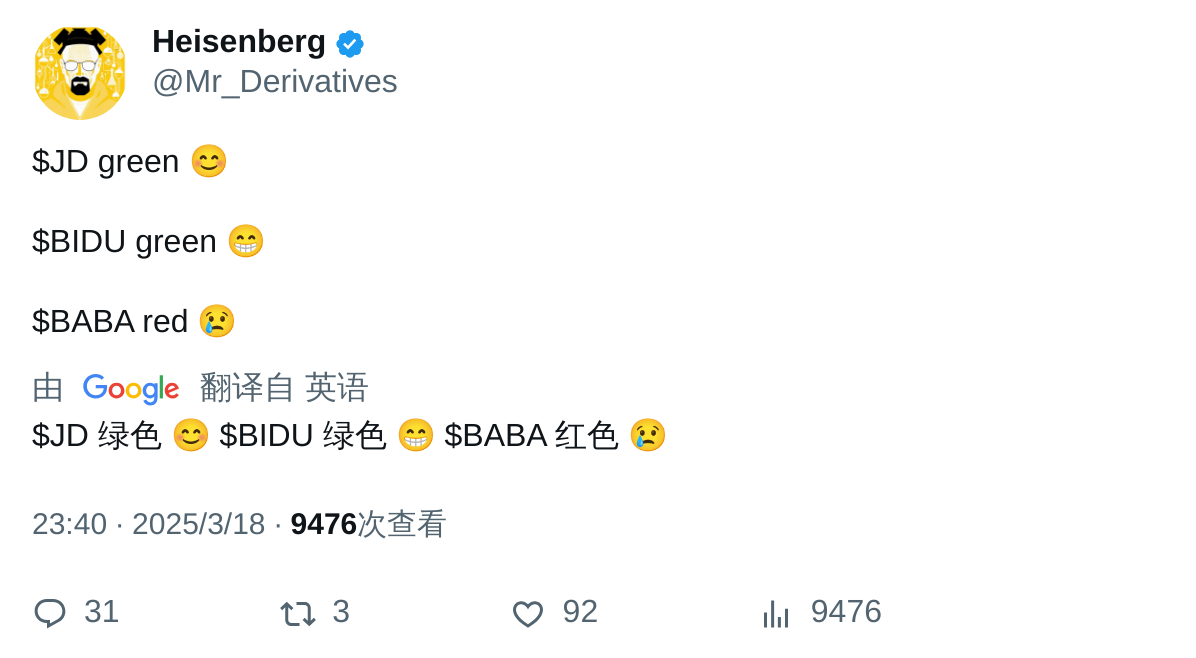 Heisenberg
@Mr_Derivatives
$JD green 😊
$BIDU green 😁
$BABA red 😢
由 Google 翻译自 英语
$JD 绿色 😊 $BIDU 绿色 😁 $BABA 红色 😢
23:40 · 2025/3/18 · 9476次查看
31 3 92 9476